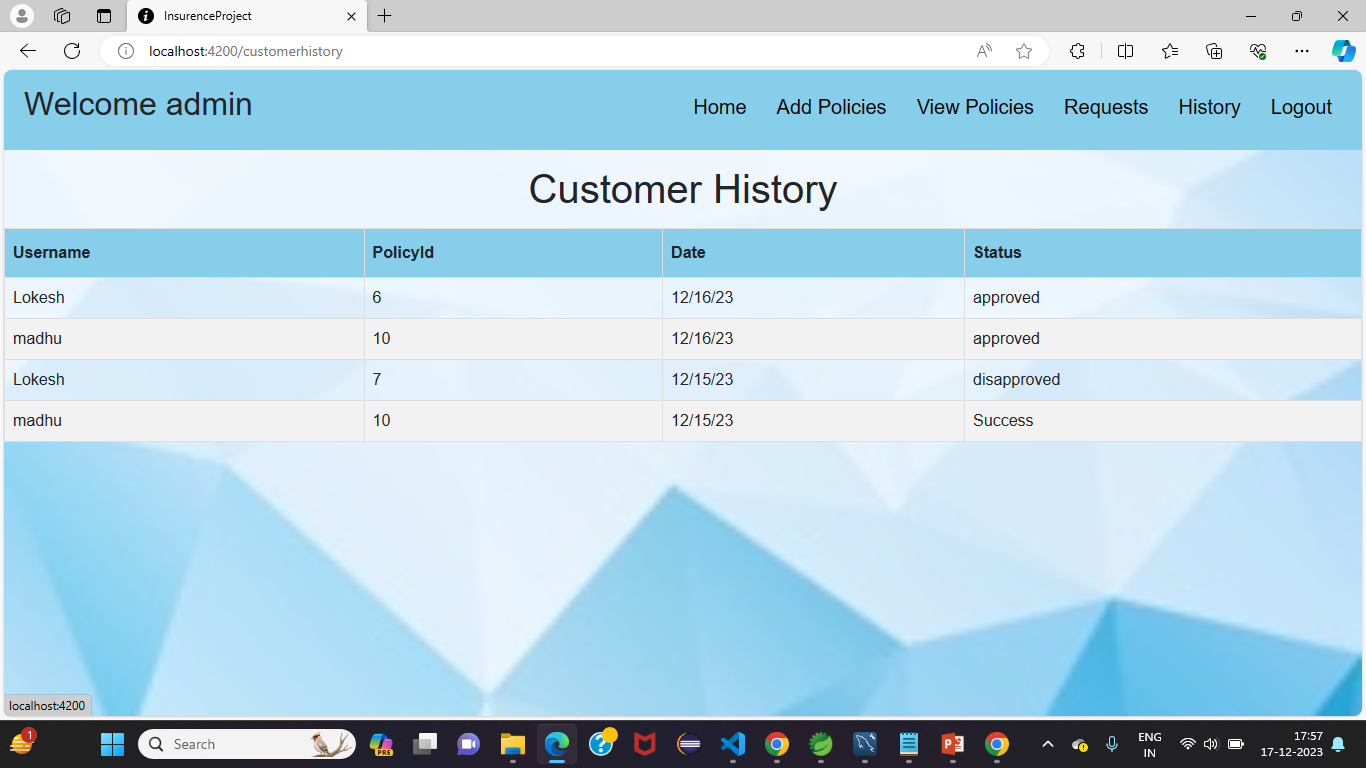 InsurenceProject
localhost:4200/customerhistory
Welcome admin
Home Add Policies View Policies Requests History Logout
Customer History
Username PolicyId Date Status
Lokesh 6 12/16/23 approved
madhu 10 12/16/23 approved
Lokesh 7 12/15/23 disapproved
madhu 10 12/15/23 Success
localhost:4200
1 Search PRE ENG 17:57
IN 17-12-2023